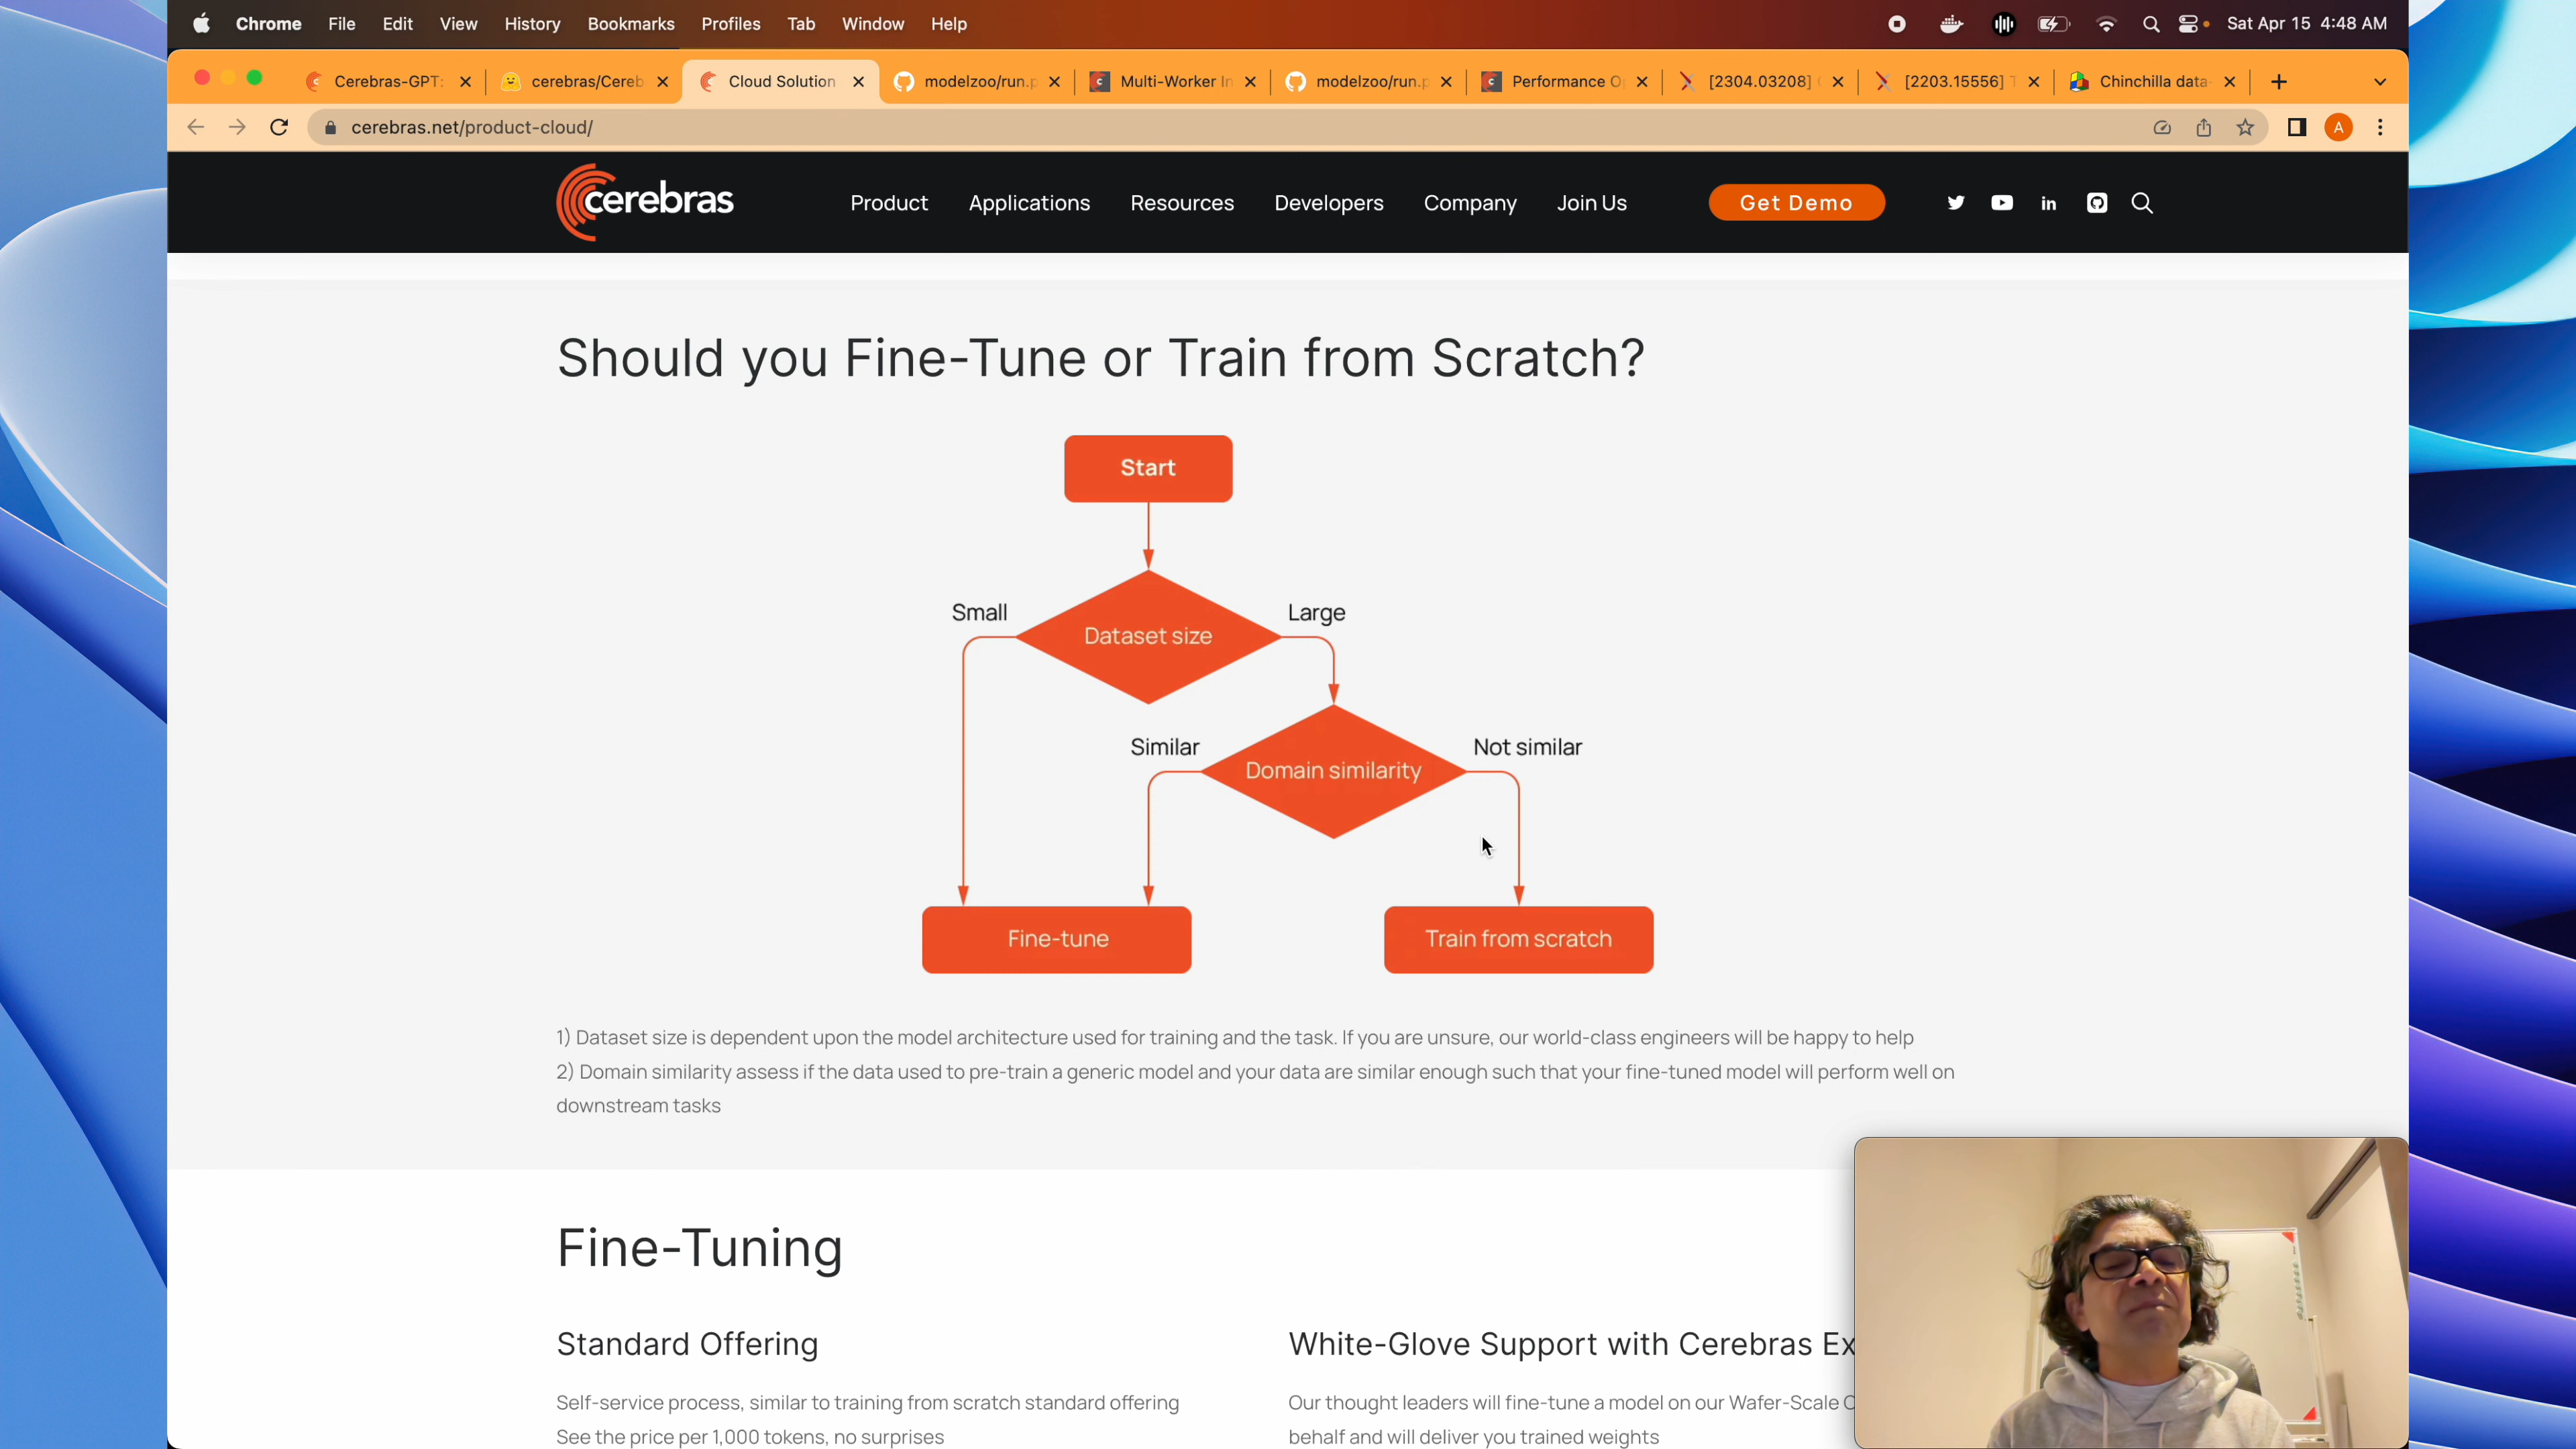 Chrome File Edit View History Bookmarks Profiles Tab Window Help Sat Apr 15 4:48 AM
Cerebras-GPT: cerebras/Cereb Cloud Solution modelzoo/run.p Multi-Worker In modelzoo/run.p Performance O [2304.03208] [2203.15556] T Chinchilla data-
cerebras.net/product-cloud/ A
cerebras Product Applications Resources Developers Company Join Us Get Demo
Should you Fine-Tune or Train from Scratch?
Start
Small Large
Dataset size
Similar Not similar
Domain similarity
Fine-tune Train from scratch
1) Dataset size is dependent upon the model architecture used for training and the task. If you are unsure, our world-class engineers will be happy to help
2) Domain similarity assess if the data used to pre-train a generic model and your data are similar enough such that your fine-tuned model will perform well on
downstream tasks
Fine-Tuning
Standard Offering White-Glove Support with Cerebras Ex
Self-service process, similar to training from scratch standard offering Our thought leaders will fine-tune a model on our Wafer-Scale C
See the price per 1,000 tokens, no surprises behalf and will deliver you trained weights